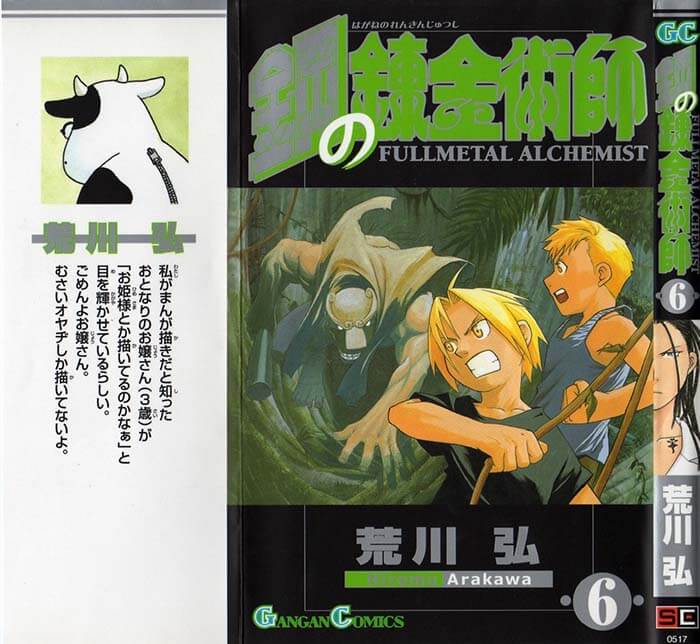 荒川 弘
私がまんが描きだと知った
おとなりのお嬢さん(3歳)が
「お姫様とか描いてるのかなぁ」と
目を輝かせているらしい。
ごめんよお嬢さん。
むさいオヤヂしか描いてないよ。
はがねのれんきんじゅつし
鋼の錬金術師
FULLMETAL ALCHEMIST
荒川 弘
Hiromu Arakawa
6
GANGAN COMICS
GC
鋼の錬金術師
FULLMETAL ALCHEMIST
6
荒川 弘
SE
0517